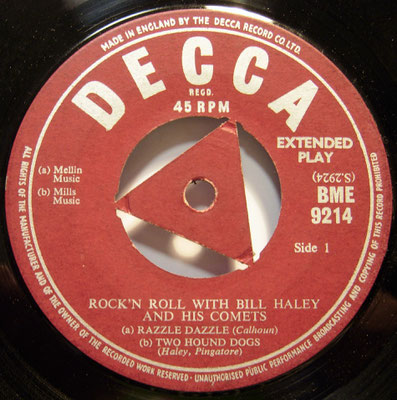 MADE IN ENGLAND BY THE DECCA RECORD CO. LTD.
DECCA
REGD.
45 RPM
(a) Mellin
Music
(b) Mills
Music
EXTENDED
PLAY
(S.2924)
BME
9214
Side 1
ROCK'N ROLL WITH BILL HALEY
AND HIS COMETS
(a) RAZZLE DAZZLE (Calhoun)
(b) TWO HOUND DOGS
(Haley, Pingatore)
ALL RIGHTS OF THE MANUFACTURER AND OF THE OWNER OF THE RECORDED WORK RESERVED - UNAUTHORISED PUBLIC PERFORMANCE BROADCASTING AND COPYING OF THIS RECORD PROHIBITED